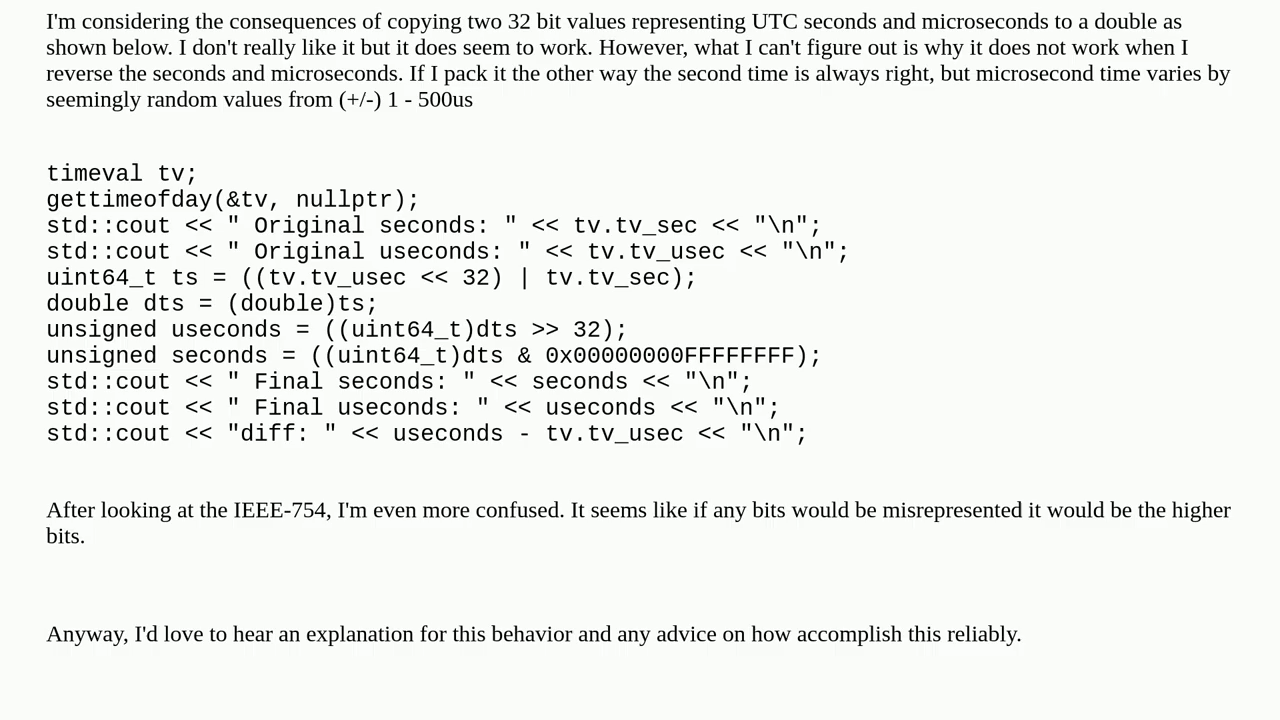 I'm considering the consequences of copying two 32 bit values representing UTC seconds and microseconds to a double as
shown below. I don't really like it but it does seem to work. However, what I can't figure out is why it does not work when I
reverse the seconds and microseconds. If I pack it the other way the second time is always right, but microsecond time varies by
seemingly random values from (+/-) 1 - 500us
timeval tv;
gettimeofday(&tv, nullptr);
std::cout << " Original seconds: " << tv.tv_sec << "\n";
std::cout << " Original useconds: " << tv.tv_usec << "\n";
uint64_t ts = ((tv.tv_usec << 32) | tv.tv_sec);
double dts = (double)ts;
unsigned useconds = ((uint64_t)dts >> 32);
unsigned seconds = ((uint64_t)dts & 0x00000000FFFFFFFF);
std::cout << " Final seconds: " << seconds << "\n";
std::cout << " Final useconds: " << useconds << "\n";
std::cout << "diff: " << useconds - tv.tv_usec << "\n";
After looking at the IEEE-754, I'm even more confused. It seems like if any bits would be misrepresented it would be the higher
bits.
Anyway, I'd love to hear an explanation for this behavior and any advice on how accomplish this reliably.